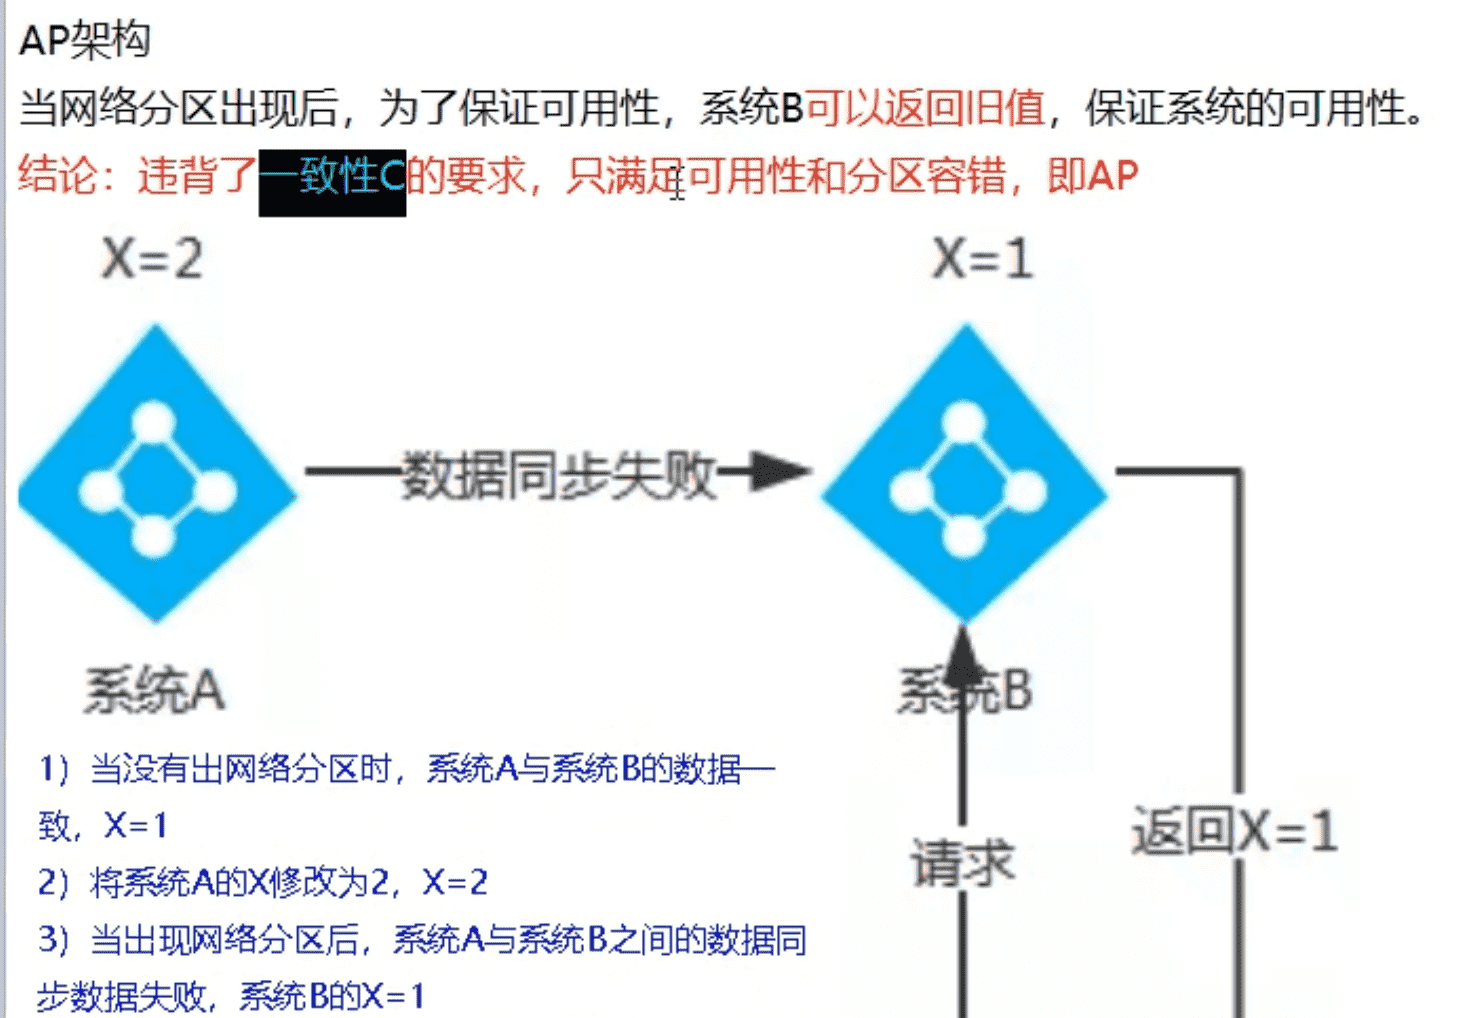 AP架构
当网络分区出现后，为了保证可用性，系统B可以返回旧值，保证系统的可用性。
结论：违背了一致性C的要求，只满足可用性和分区容错，即AP
X=2
X=1
数据同步失败
系统A
系统B
1）当没有出网络分区时，系统A与系统B的数据一
致，X=1
2）将系统A的X修改为2，X=2
3）当出现网络分区后，系统A与系统B之间的数据同
步数据失败，系统B的X=1
请求
返回X=1